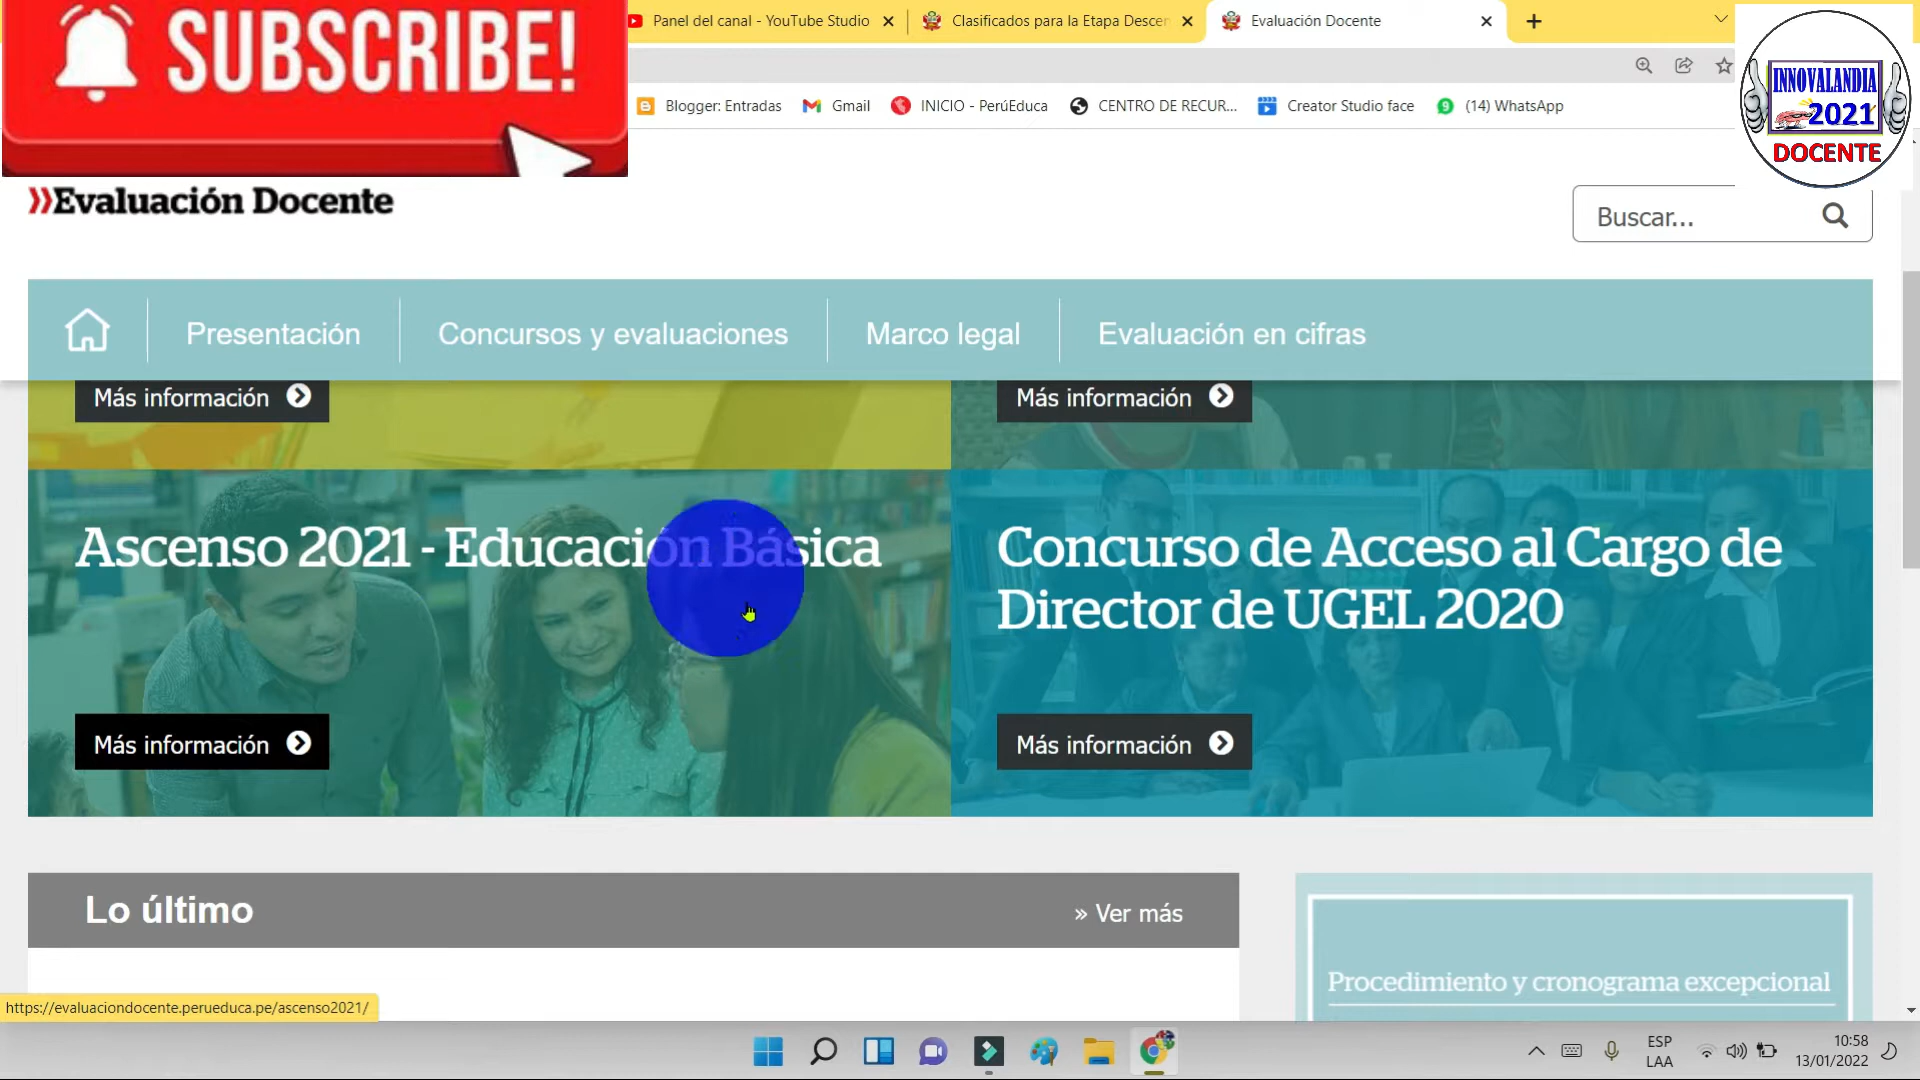 SUBSCRIBE!
Panel del canal - YouTube Studio
Clasificados para la Etapa Descen
Evaluación Docente
Blogger: Entradas
Gmail
INICIO - PerúEduca
CENTRO DE RECUR...
Creator Studio face
(14) WhatsApp
INNOVALANDIA
2021
DOCENTE
»Evaluación Docente
Buscar...
Presentación
Concursos y evaluaciones
Marco legal
Evaluación en cifras
Más información
Más información
Ascenso 2021 - Educación Básica
Concurso de Acceso al Cargo de
Director de UGEL 2020
Más información
Más información
Lo último
» Ver más
Procedimiento y cronograma excepcional
https://evaluaciondocente.perueduca.pe/ascenso2021/
ESP
LAA
10:58
13/01/2022